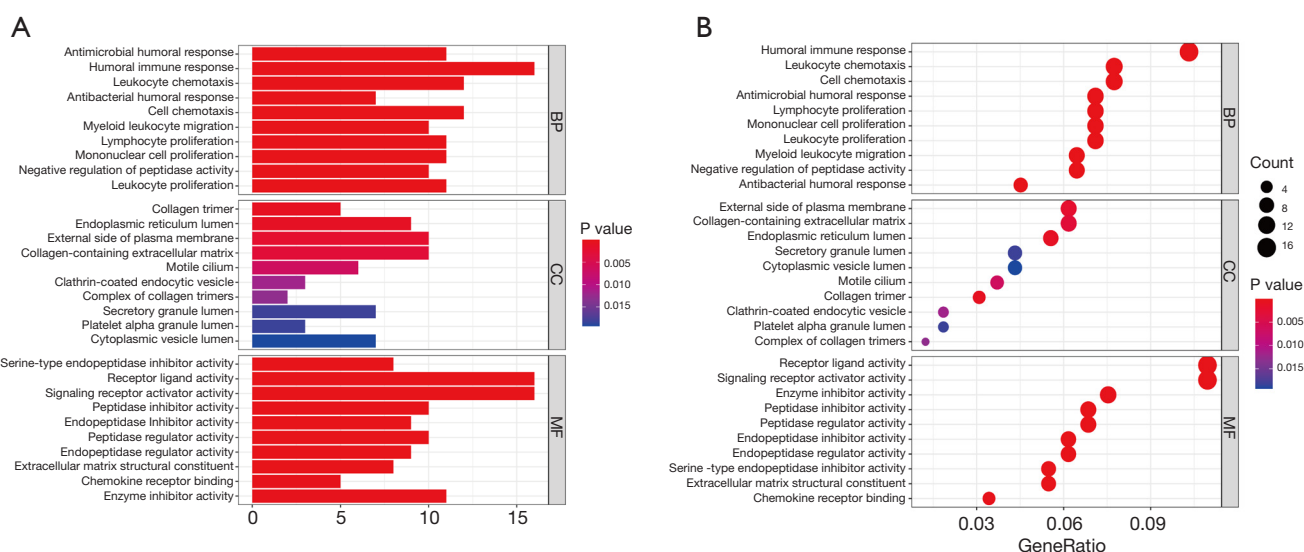 A
Antimicrobial humoral response
Humoral immune response
Leukocyte chemotaxis
Antibacterial humoral response
Cell chemotaxis
Myeloid leukocyte migration
Lymphocyte proliferation
Mononuclear cell proliferation
Negative regulation of peptidase activity
Leukocyte proliferation
BP
Collagen trimer
Endoplasmic reticulum lumen
External side of plasma membrane
Collagen-containing extracellular matrix
Motile cilium
Clathrin-coated endocytic vesicle
Complex of collagen trimers
Secretory granule lumen
Platelet alpha granule lumen
Cytoplasmic vesicle lumen
CC
Serine-type endopeptidase inhibitor activity
Receptor ligand activity
Signaling receptor activator activity
Peptidase inhibitor activity
Endopeptidase Inhibitor activity
Peptidase regulator activity
Endopeptidase regulator activity
Extracellular matrix structural constituent
Chemokine receptor binding
Enzyme inhibitor activity
MF
0 5 10 15
P value
0.005
0.010
0.015
B
Humoral immune response
Leukocyte chemotaxis
Cell chemotaxis
Antimicrobial humoral response
Lymphocyte proliferation
Mononuclear cell proliferation
Leukocyte proliferation
Myeloid leukocyte migration
Negative regulation of peptidase activity
Antibacterial humoral response
BP
External side of plasma membrane
Collagen-containing extracellular matrix
Endoplasmic reticulum lumen
Secretory granule lumen
Cytoplasmic vesicle lumen
Motile cilium
Collagen trimer
Clathrin-coated endocytic vesicle
Platelet alpha granule lumen
Complex of collagen trimers
CC
Receptor ligand activity
Signaling receptor activator activity
Enzyme inhibitor activity
Peptidase inhibitor activity
Peptidase regulator activity
Endopeptidase inhibitor activity
Endopeptidase regulator activity
Serine -type endopeptidase inhibitor activity
Extracellular matrix structural constituent
Chemokine receptor binding
MF
0.03 0.06 0.09
GeneRatio
Count
4
8
12
16
P value
0.005
0.010
0.015